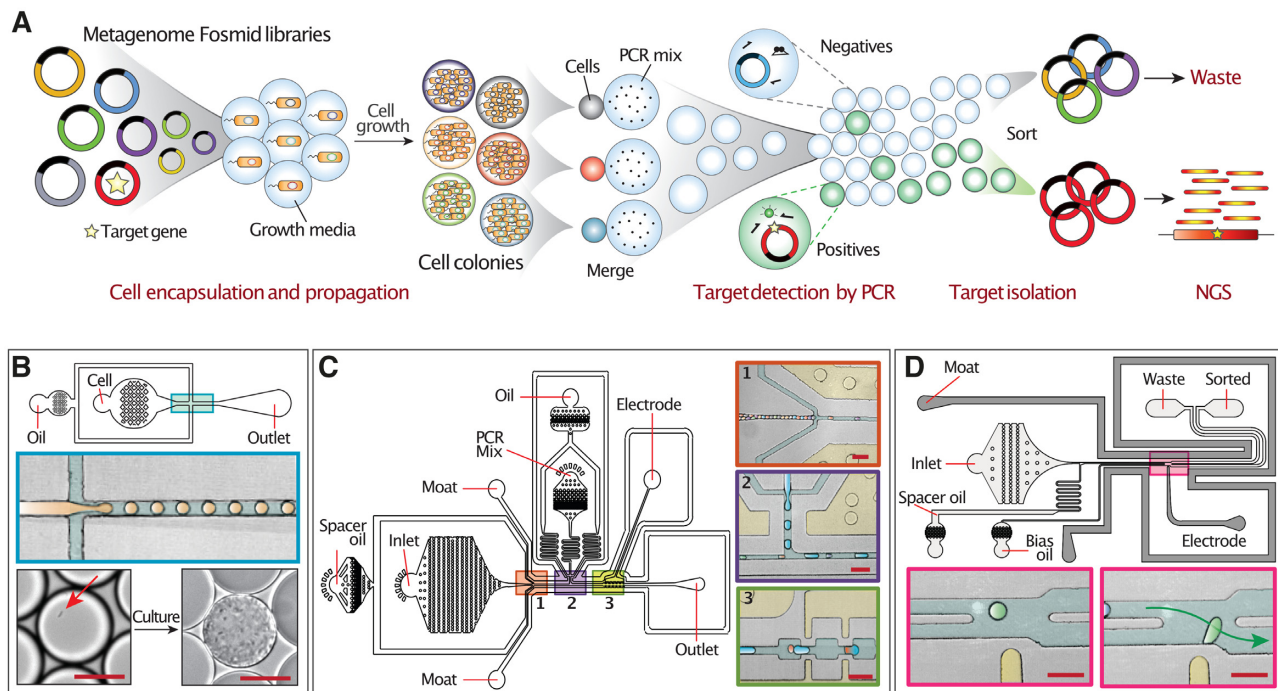 A
Metagenome Fosmid libraries
Target gene
Growth media
Cell
growth
Cell colonies
Cells
PCR mix
Merge
Negatives
Positives
Sort
Waste
Cell encapsulation and propagation
Target detection by PCR
Target isolation
NGS
B
Cell
Oil
Outlet
Culture
C
Oil
PCR
Mix
Electrode
Moat
Spacer
oil
Inlet
1
2
3
Outlet
Moat
1
2
3
D
Moat
Waste
Sorted
Inlet
Spacer oil
Bias
oil
Electrode